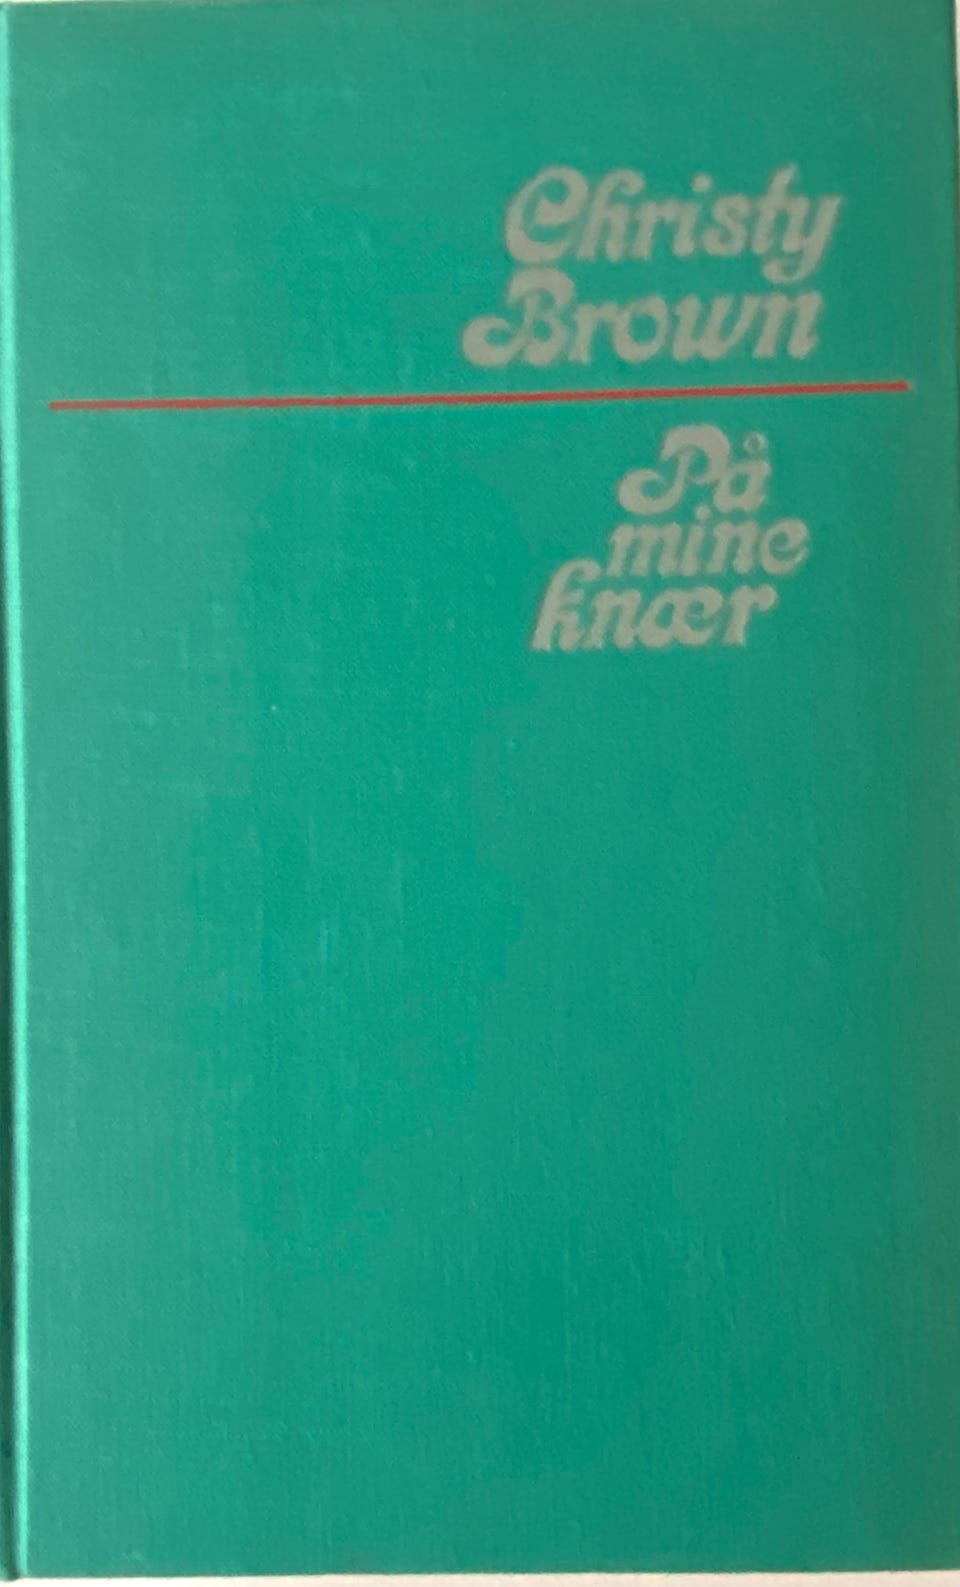 Christy
Brown
På
mine
knær